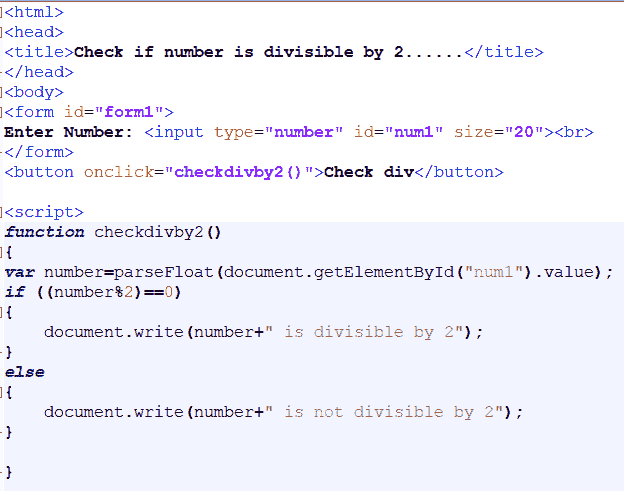 <html>
<head>
<title>Check if number is divisible by 2......</title>
</head>
<body>
<form id="form1">
Enter Number: <input type="number" id="num1" size="20"><br>
</form>
<button onclick="checkdivby2()">Check div</button>

<script>
function checkdivby2()
{
var number=parseFloat(document.getElementById("num1").value);
if ((number%2)==0)
{
    document.write(number+" is divisible by 2");
}
else
{
    document.write(number+" is not divisible by 2");
}

}